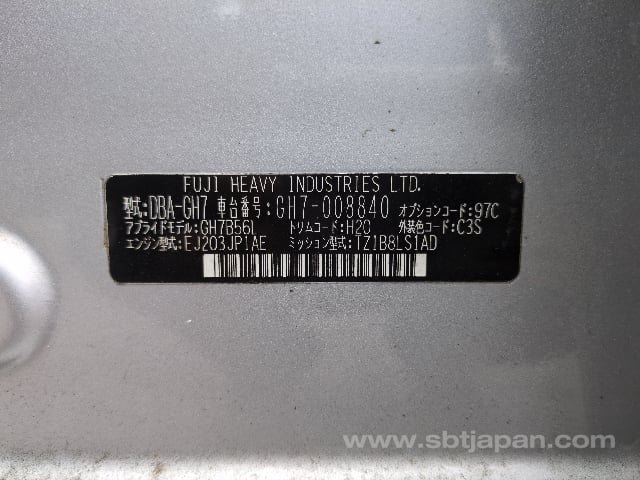 FUJI HEAVY INDUSTRIES LTD.
型式:DBA-GH7 車台番号:GH7-008840 オプションコード:97C
アプライドモデル:GH7B56L トリムコード:H20 外装色コード:C3S
エンジン型式:EJ203JP1AE ミッション型式:TZ1B8LS1AD
www.sbtjapan.com